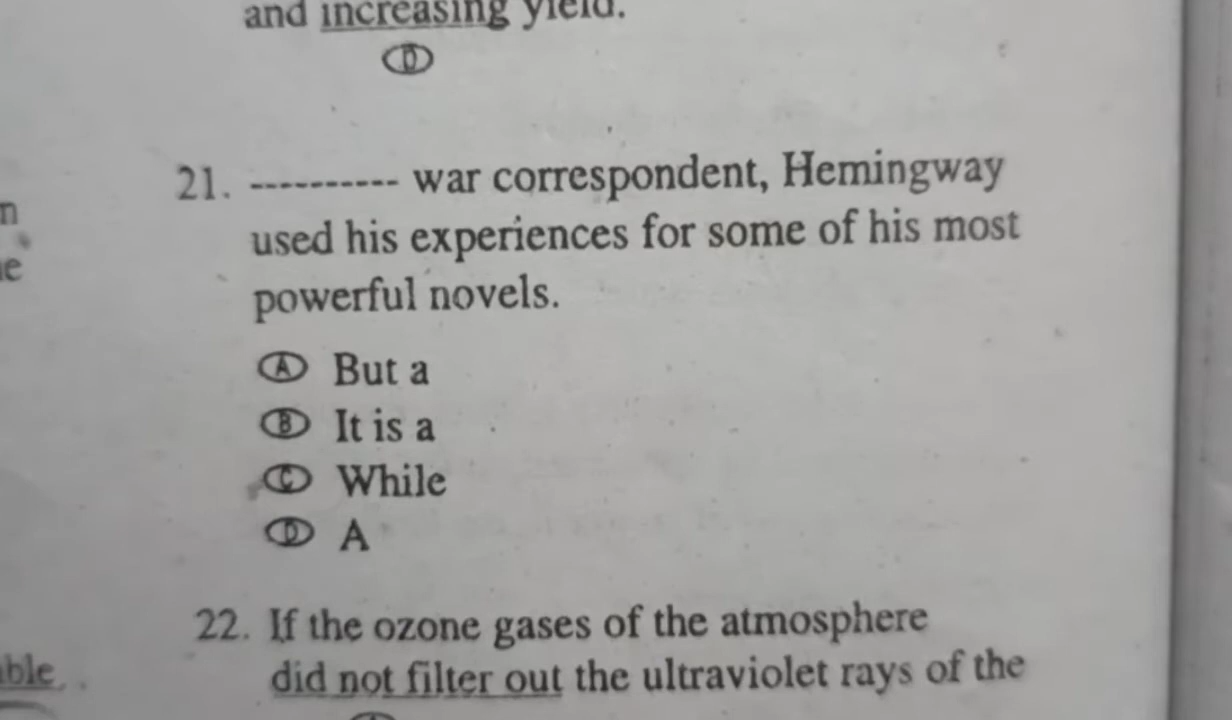 and increasing yield.
D
21. ---------- war correspondent, Hemingway
used his experiences for some of his most
powerful novels.
A But a
B It is a
C While
D A
22. If the ozone gases of the atmosphere
did not filter out the ultraviolet rays of the